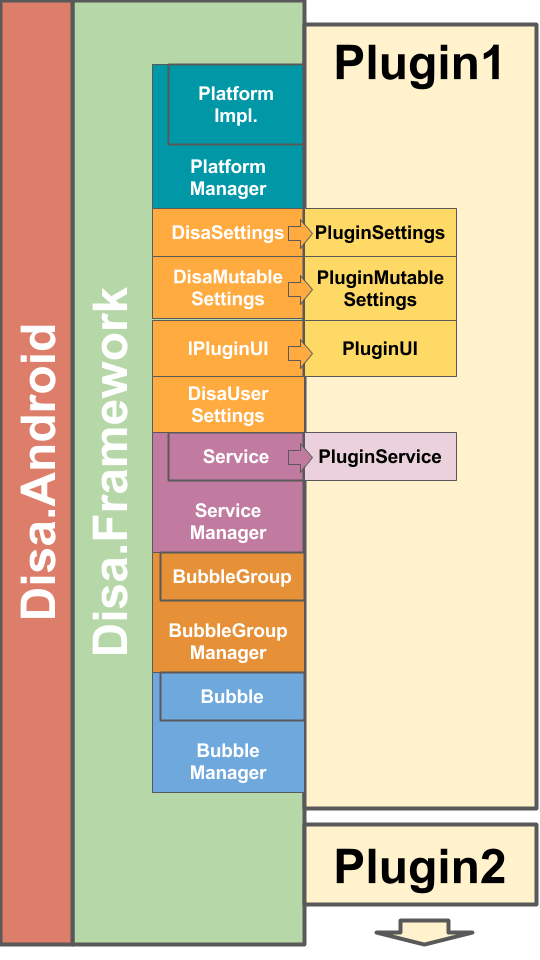 Disa.Android
Disa.Framework
Plugin1
Platform
Impl.
Platform
Manager
DisaSettings
PluginSettings
DisaMutable
Settings
PluginMutable
Settings
IPluginUI
PluginUI
DisaUser
Settings
Service
PluginService
Service
Manager
BubbleGroup
BubbleGroup
Manager
Bubble
Bubble
Manager
Plugin2